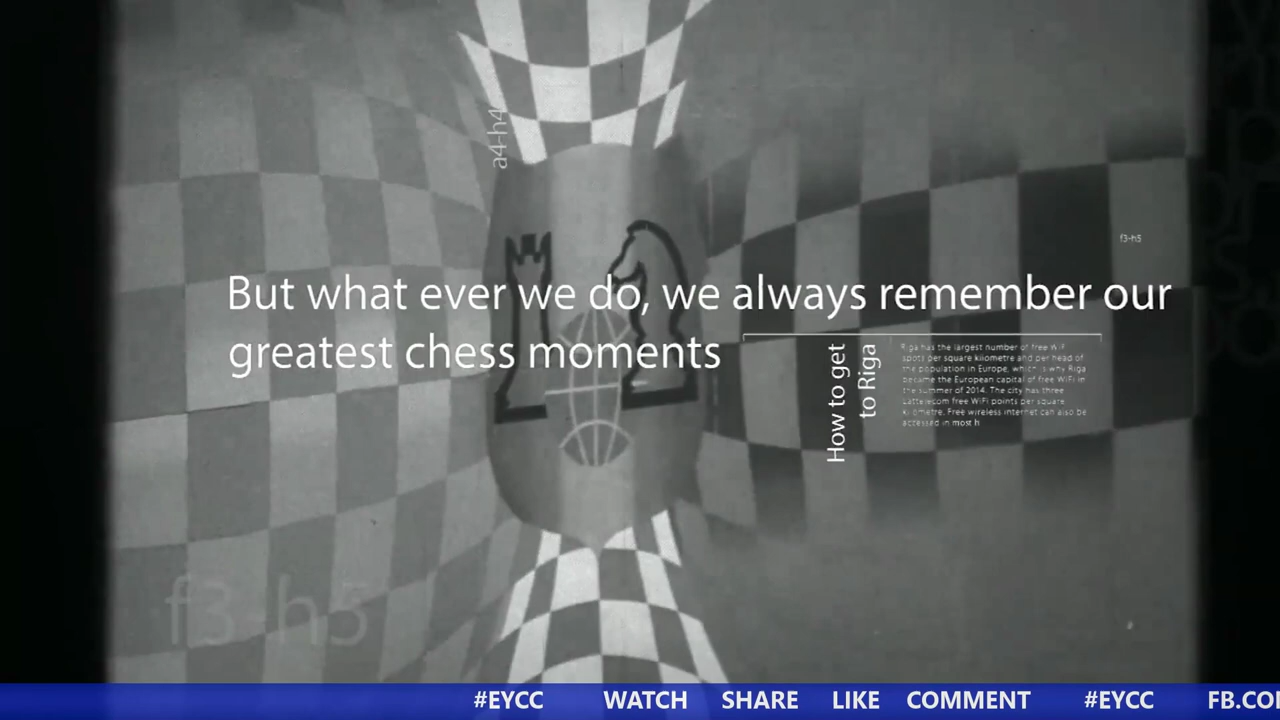 a4-h4
f3-h5
But what ever we do, we always remember our
greatest chess moments
How to get
to Riga
Riga has the largest number of free WiFi
spots per square kilometre and per head of
the population in Europe, which is why Riga
became the European capital of free WiFi in
the summer of 2014. The city has three
Lattelecom free WiFi points per square
kilometre. Free wireless internet can also be
accessed in most h
f3-h5
#EYCC WATCH SHARE LIKE COMMENT #EYCC FB.CO